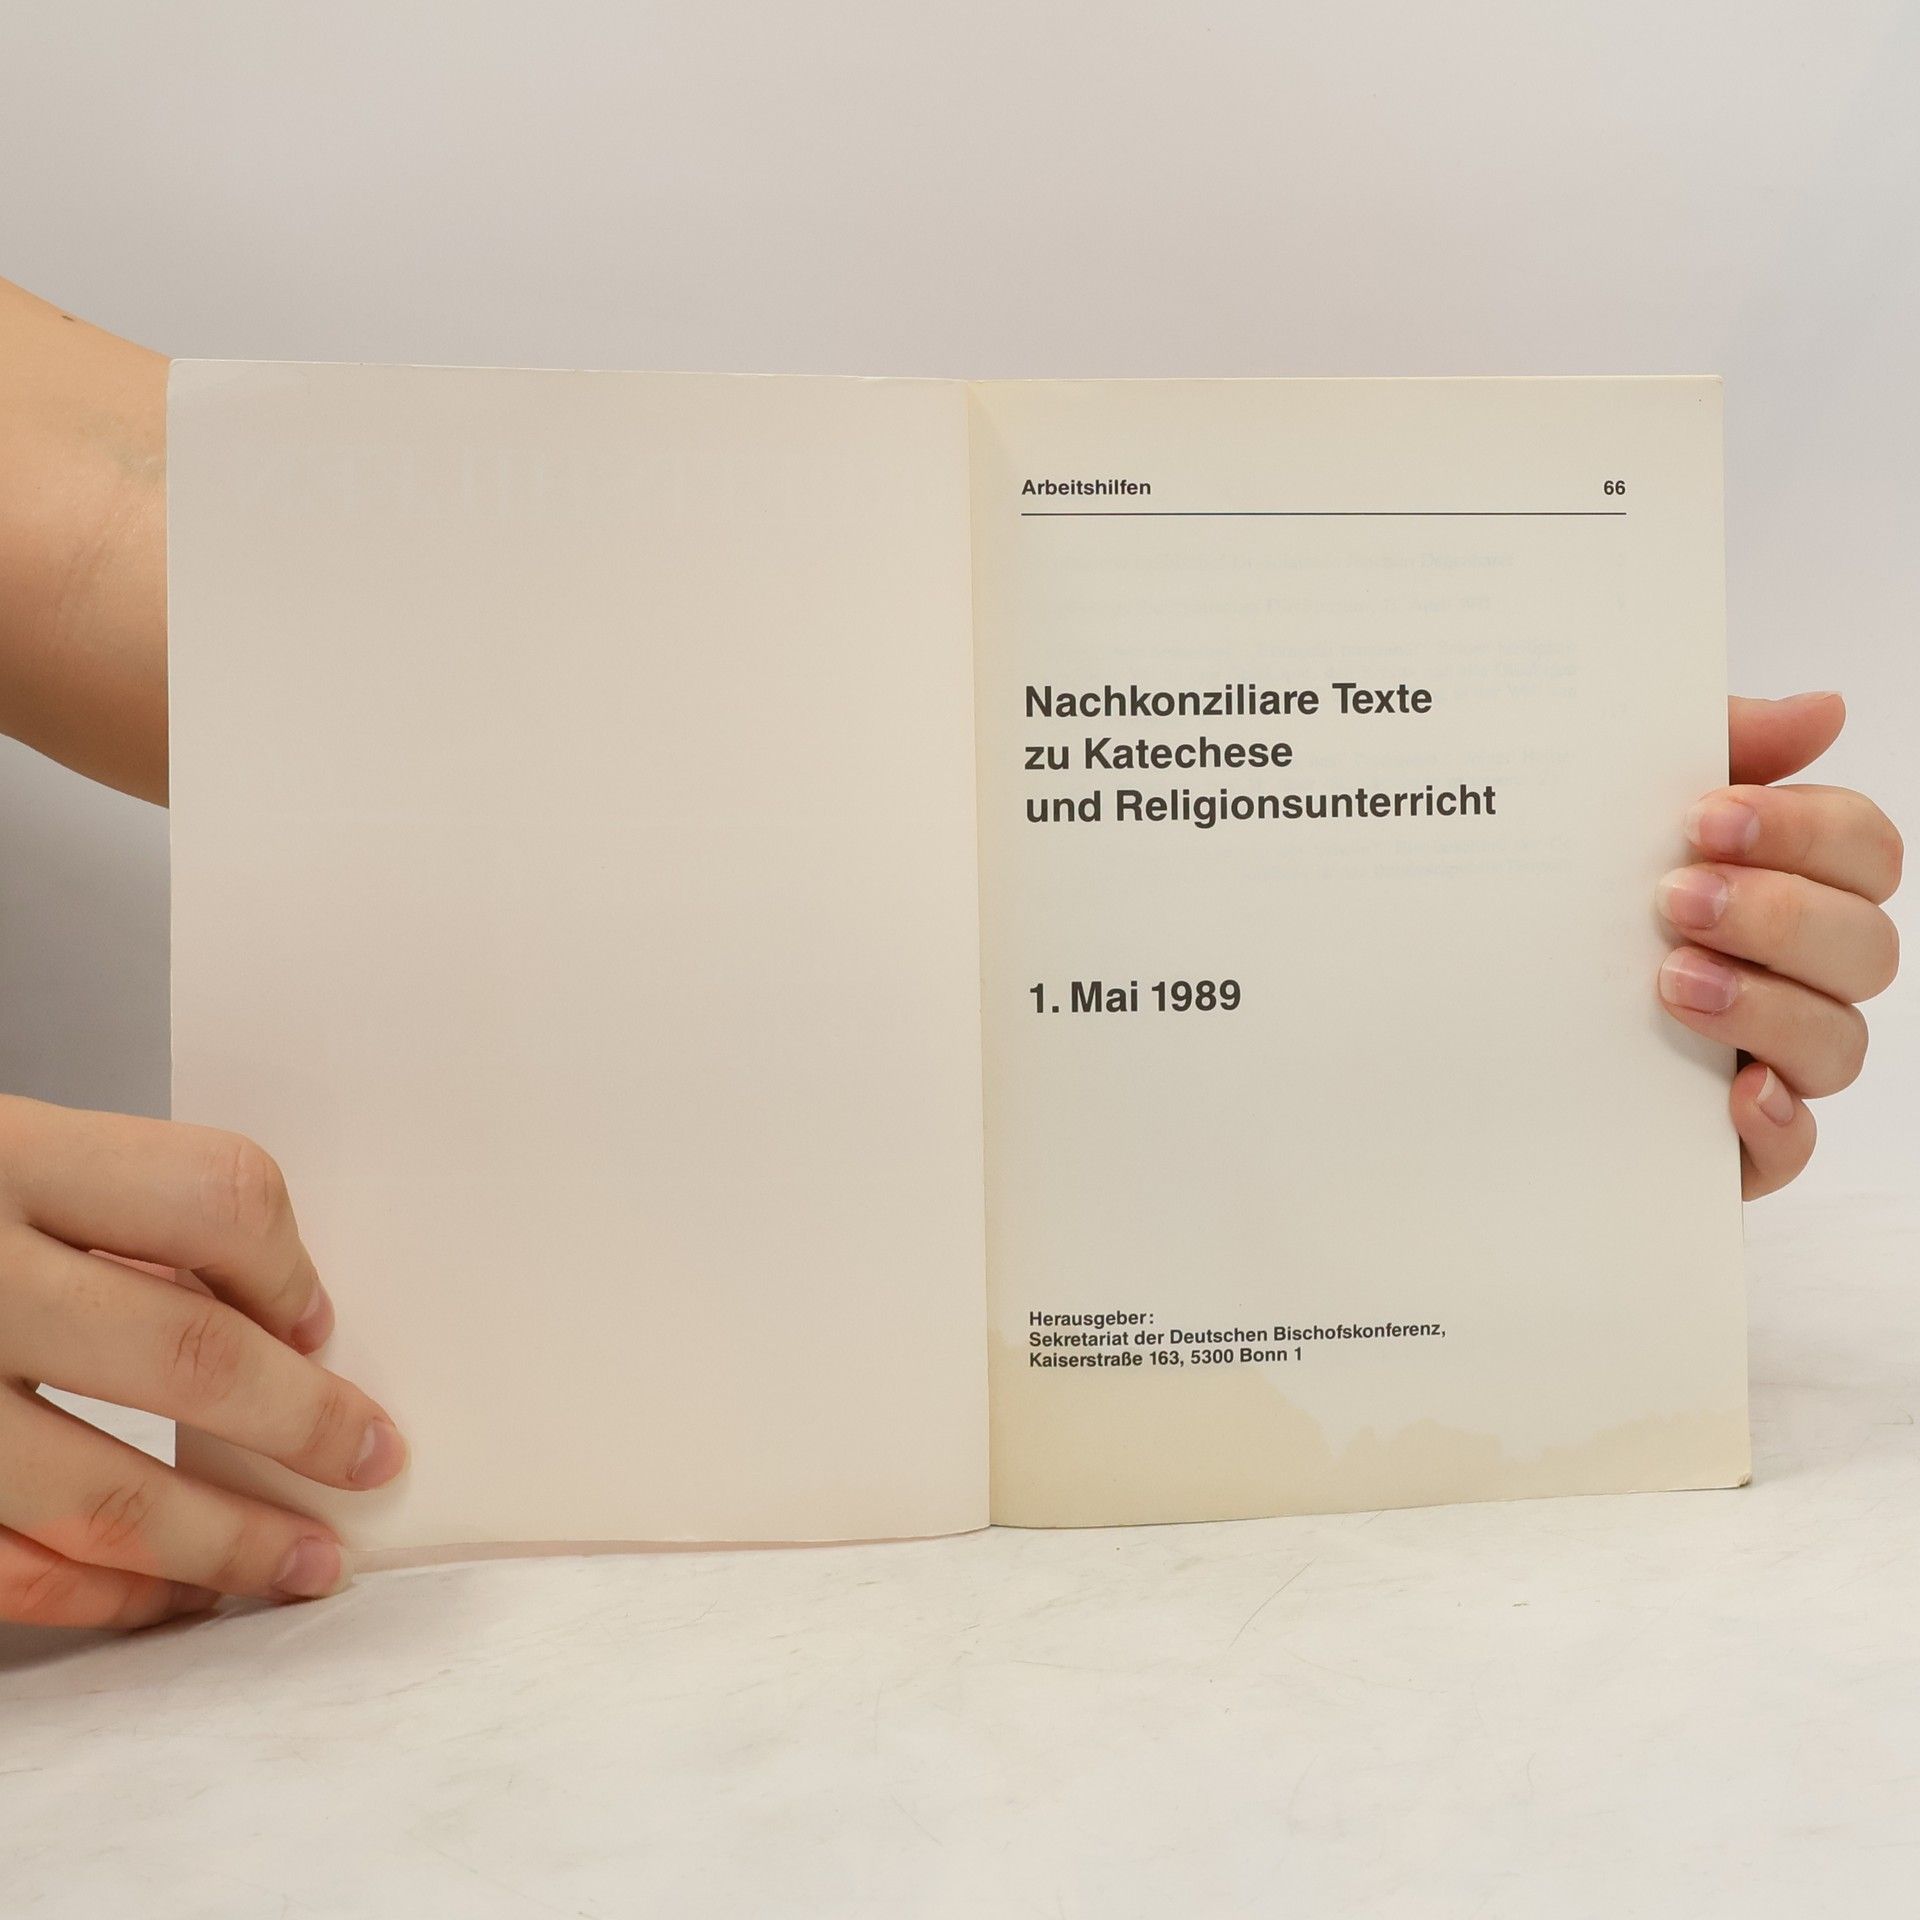 Arbeitshilfen 66
Nachkonziliare Texte
zu Katechese
und Religionsunterricht
1. Mai 1989
Herausgeber:
Sekretariat der Deutschen Bischofskonferenz,
Kaiserstraße 163, 5300 Bonn 1